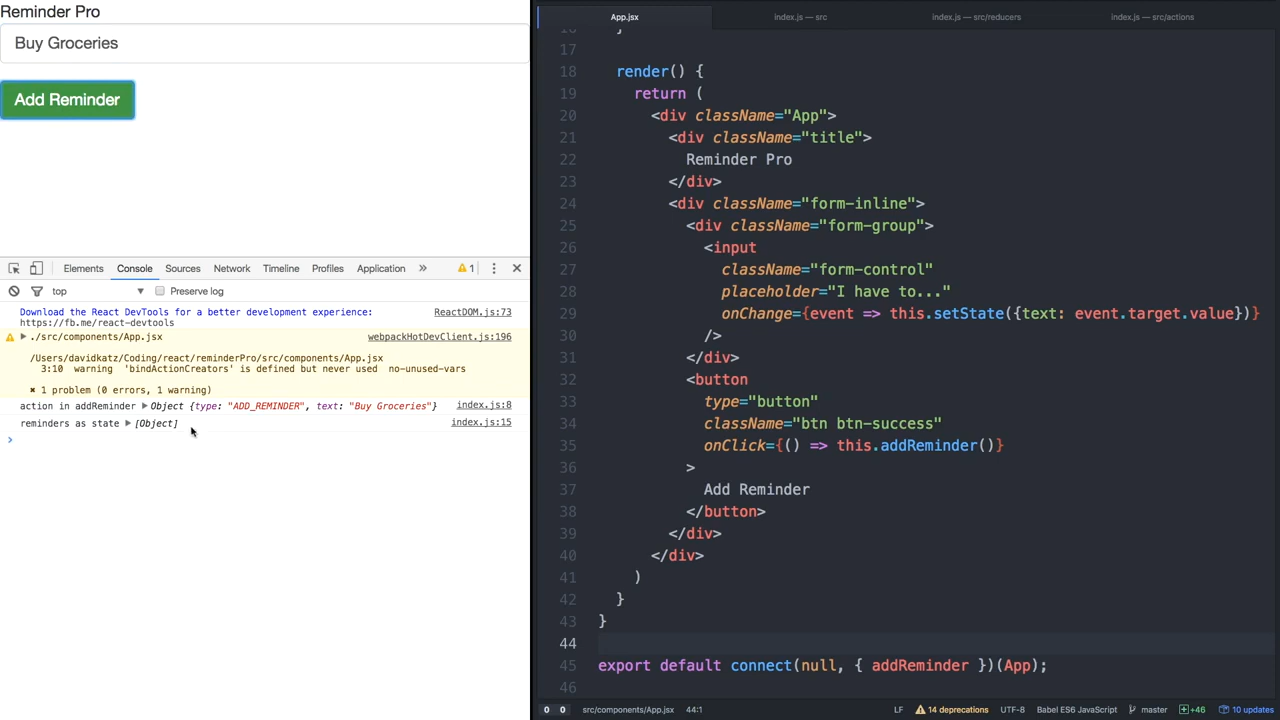 Reminder Pro
Buy Groceries
Add Reminder
Elements Console Sources Network Timeline Profiles Application » 1
top Preserve log
Download the React DevTools for a better development experience: ReactDOM.js:73
https://fb.me/react-devtools
./src/components/App.jsx webpackHotDevClient.js:196
/Users/davidkatz/Coding/react/reminderPro/src/components/App.jsx
3:10 warning 'bindActionCreators' is defined but never used no-unused-vars
✖ 1 problem (0 errors, 1 warning)
action in addReminder ▶ Object {type: "ADD_REMINDER", text: "Buy Groceries"} index.js:8
reminders as state ▶ [Object] index.js:15
App.jsx index.js — src index.js — src/reducers index.js — src/actions
16 }
17
18 render() {
19 return (
20 <div className="App">
21 <div className="title">
22 Reminder Pro
23 </div>
24 <div className="form-inline">
25 <div className="form-group">
26 <input
27 className="form-control"
28 placeholder="I have to..."
29 onChange={event => this.setState({text: event.target.value})}
30 />
31 </div>
32 <button
33 type="button"
34 className="btn btn-success"
35 onClick={() => this.addReminder()}
36 >
37 Add Reminder
38 </button>
39 </div>
40 </div>
41 )
42 }
43 }
44
45 export default connect(null, { addReminder })(App);
46
0 0 src/components/App.jsx 44:1 LF 14 deprecations UTF-8 Babel ES6 JavaScript master +46 10 updates